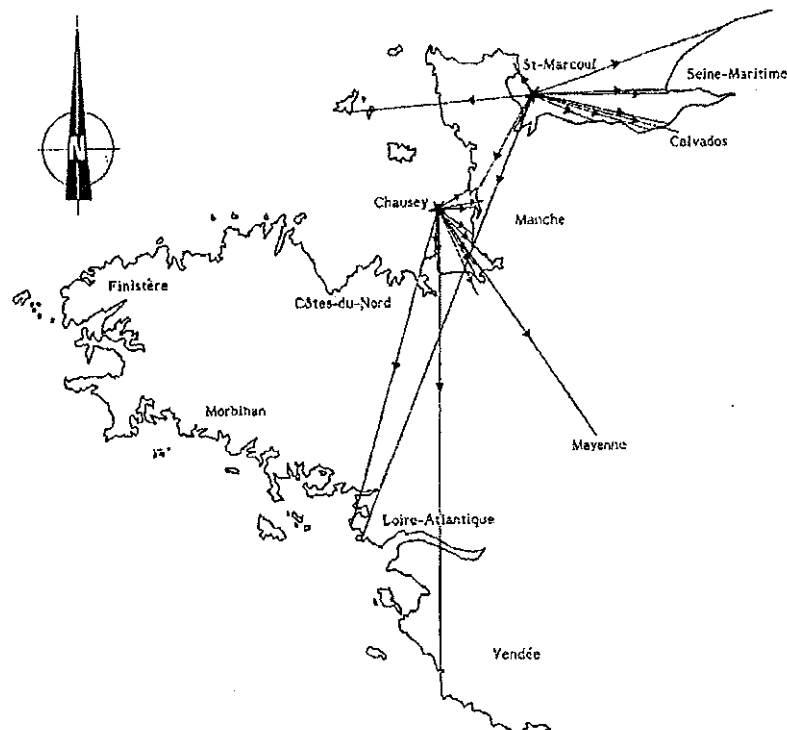 St-Marcouf
Seine-Maritime
N
Calvados
Chausey
Manche
Finistère
Côtes-du-Nord
Morbihan
Mayenne
Loire-Atlantique
Vendée